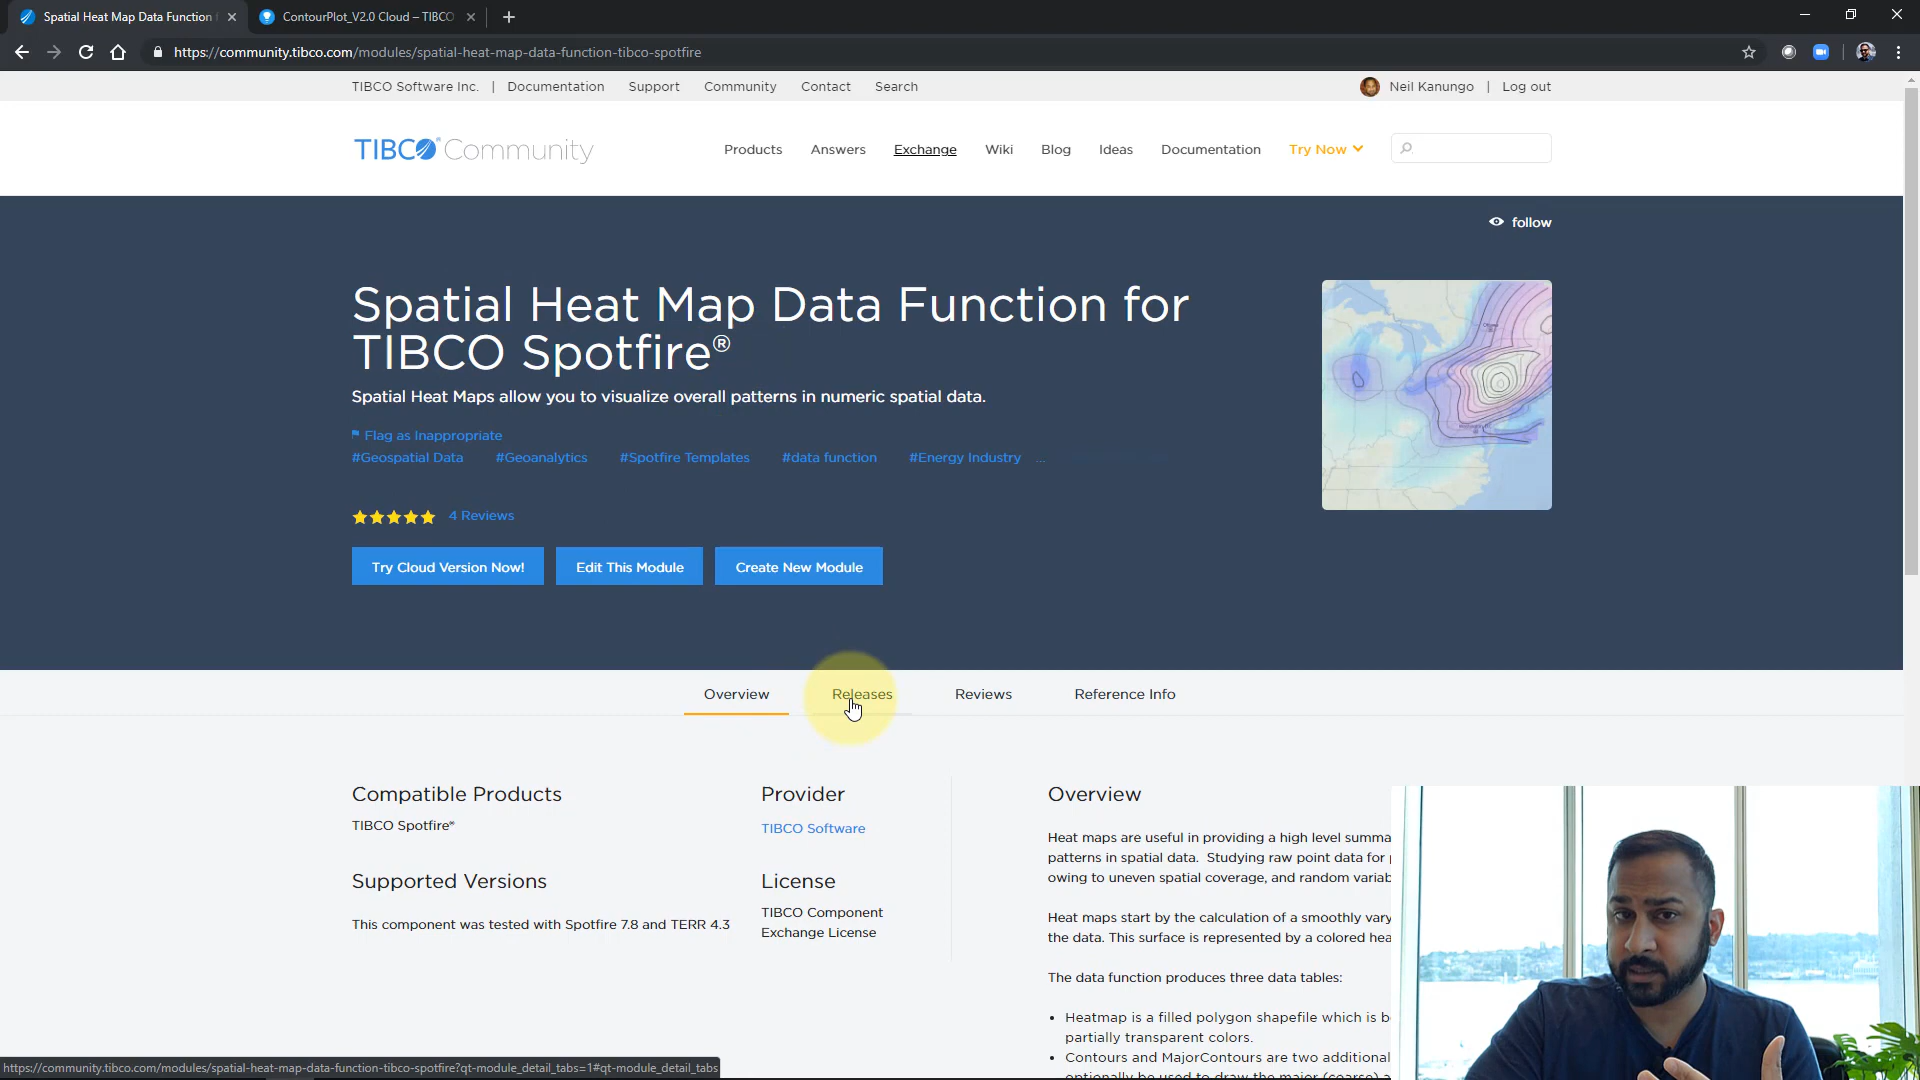 Spatial Heat Map Data Function
ContourPlot_V2.0 Cloud – TIBCO
https://community.tibco.com/modules/spatial-heat-map-data-function-tibco-spotfire
TIBCO Software Inc. | Documentation Support Community Contact Search
Neil Kanungo | Log out
TIBCO Community
Products Answers Exchange Wiki Blog Ideas Documentation Try Now
follow
Spatial Heat Map Data Function for
TIBCO Spotfire®
Spatial Heat Maps allow you to visualize overall patterns in numeric spatial data.
Flag as Inappropriate
#Geospatial Data #Geoanalytics #Spotfire Templates #data function #Energy Industry ...
4 Reviews
Try Cloud Version Now! Edit This Module Create New Module
Overview Releases Reviews Reference Info
Compatible Products
TIBCO Spotfire®
Supported Versions
This component was tested with Spotfire 7.8 and TERR 4.3
Provider
TIBCO Software
License
TIBCO Component
Exchange License
Overview
Heat maps are useful in providing a high level summa
patterns in spatial data. Studying raw point data for
owing to uneven spatial coverage, and random variab
Heat maps start by the calculation of a smoothly vary
the data. This surface is represented by a colored hea
The data function produces three data tables:
• Heatmap is a filled polygon shapefile which is b
partially transparent colors.
• Contours and MajorContours are two additional
optionally be used to draw the major (coarse) a
https://community.tibco.com/modules/spatial-heat-map-data-function-tibco-spotfire?qt-module_detail_tabs=1#qt-module_detail_tabs